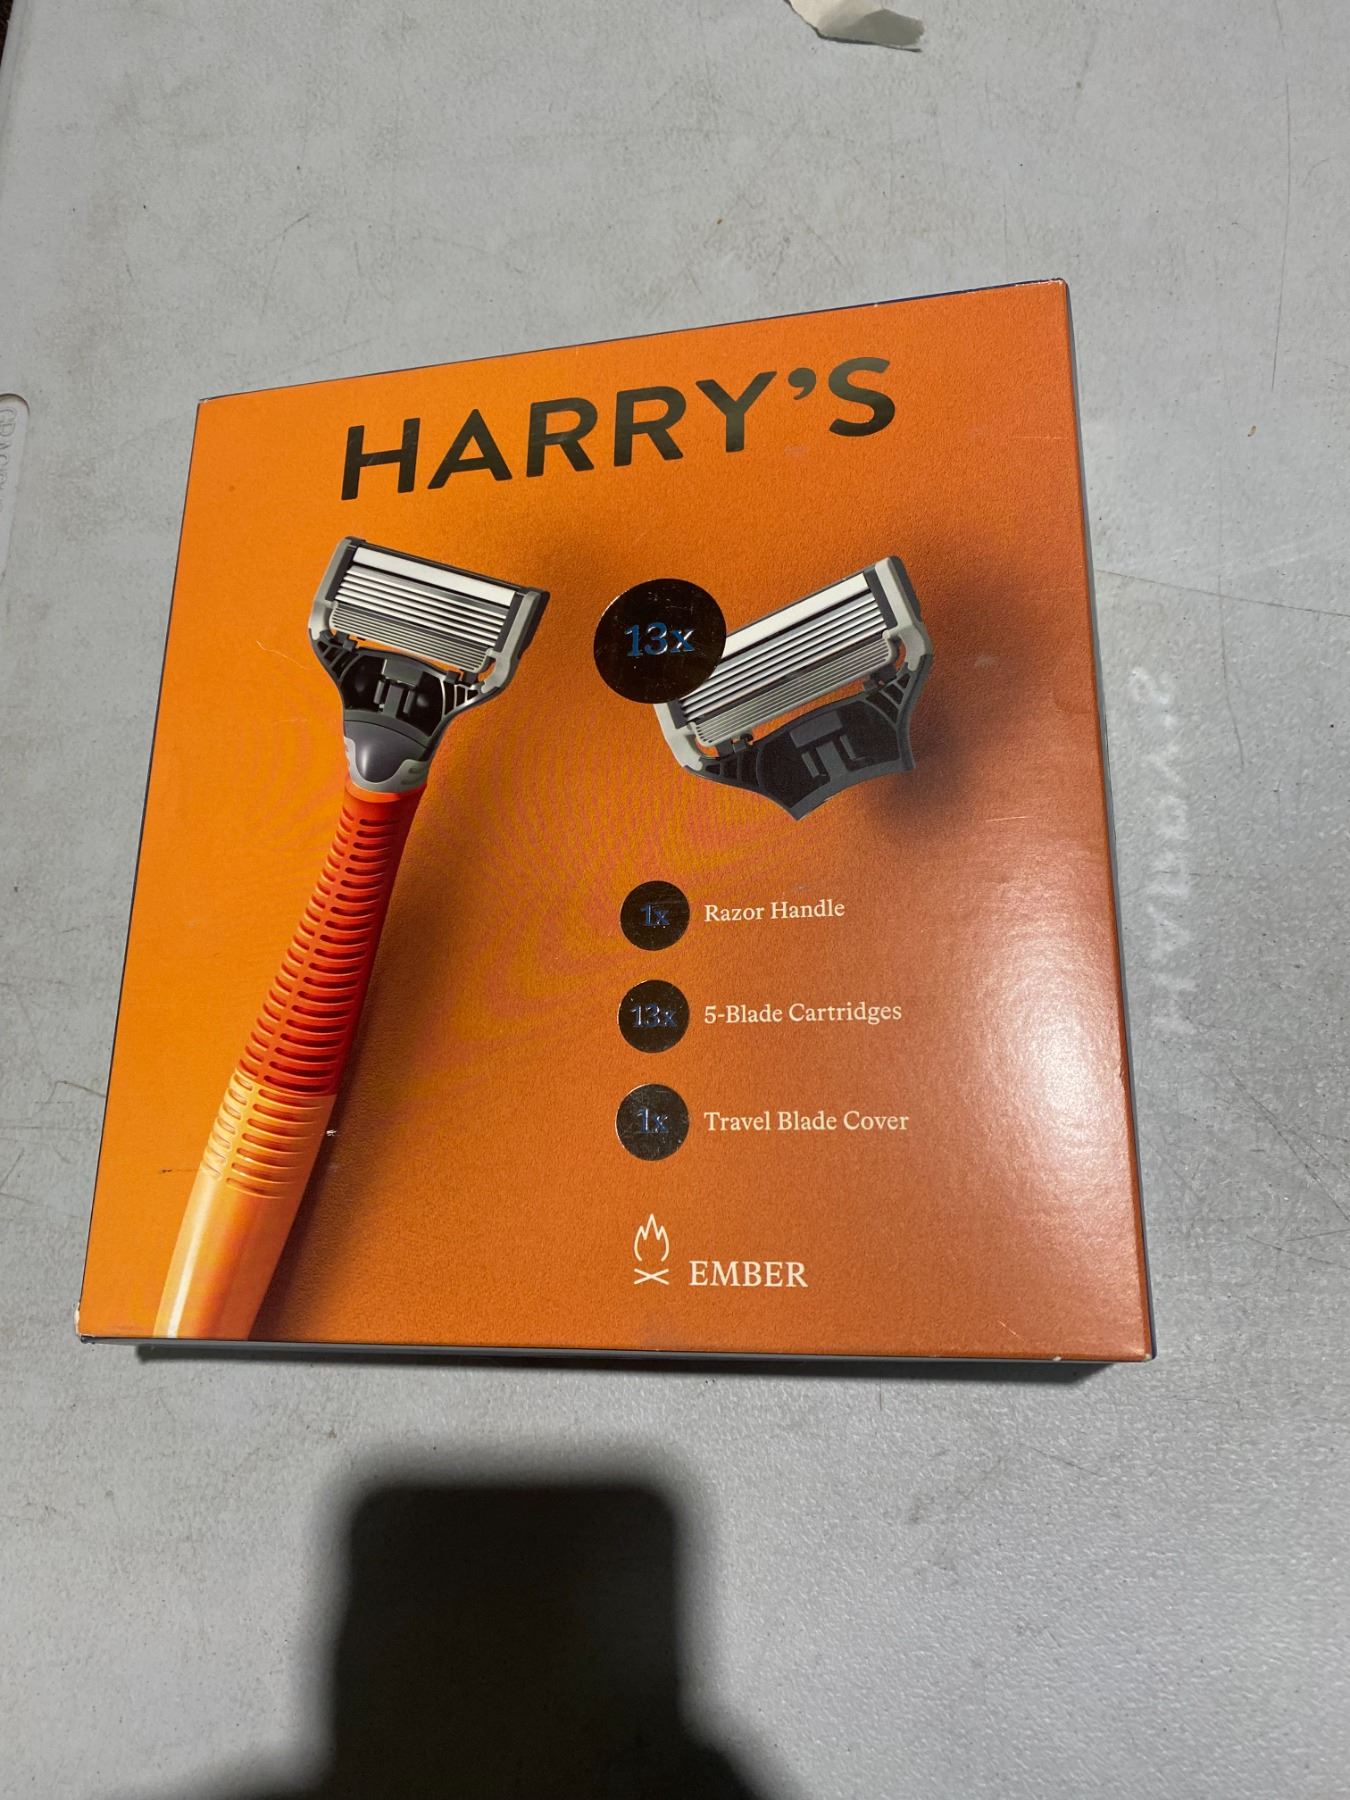 HARRY'S
13x
1x Razor Handle
13x 5-Blade Cartridges
1x Travel Blade Cover
EMBER